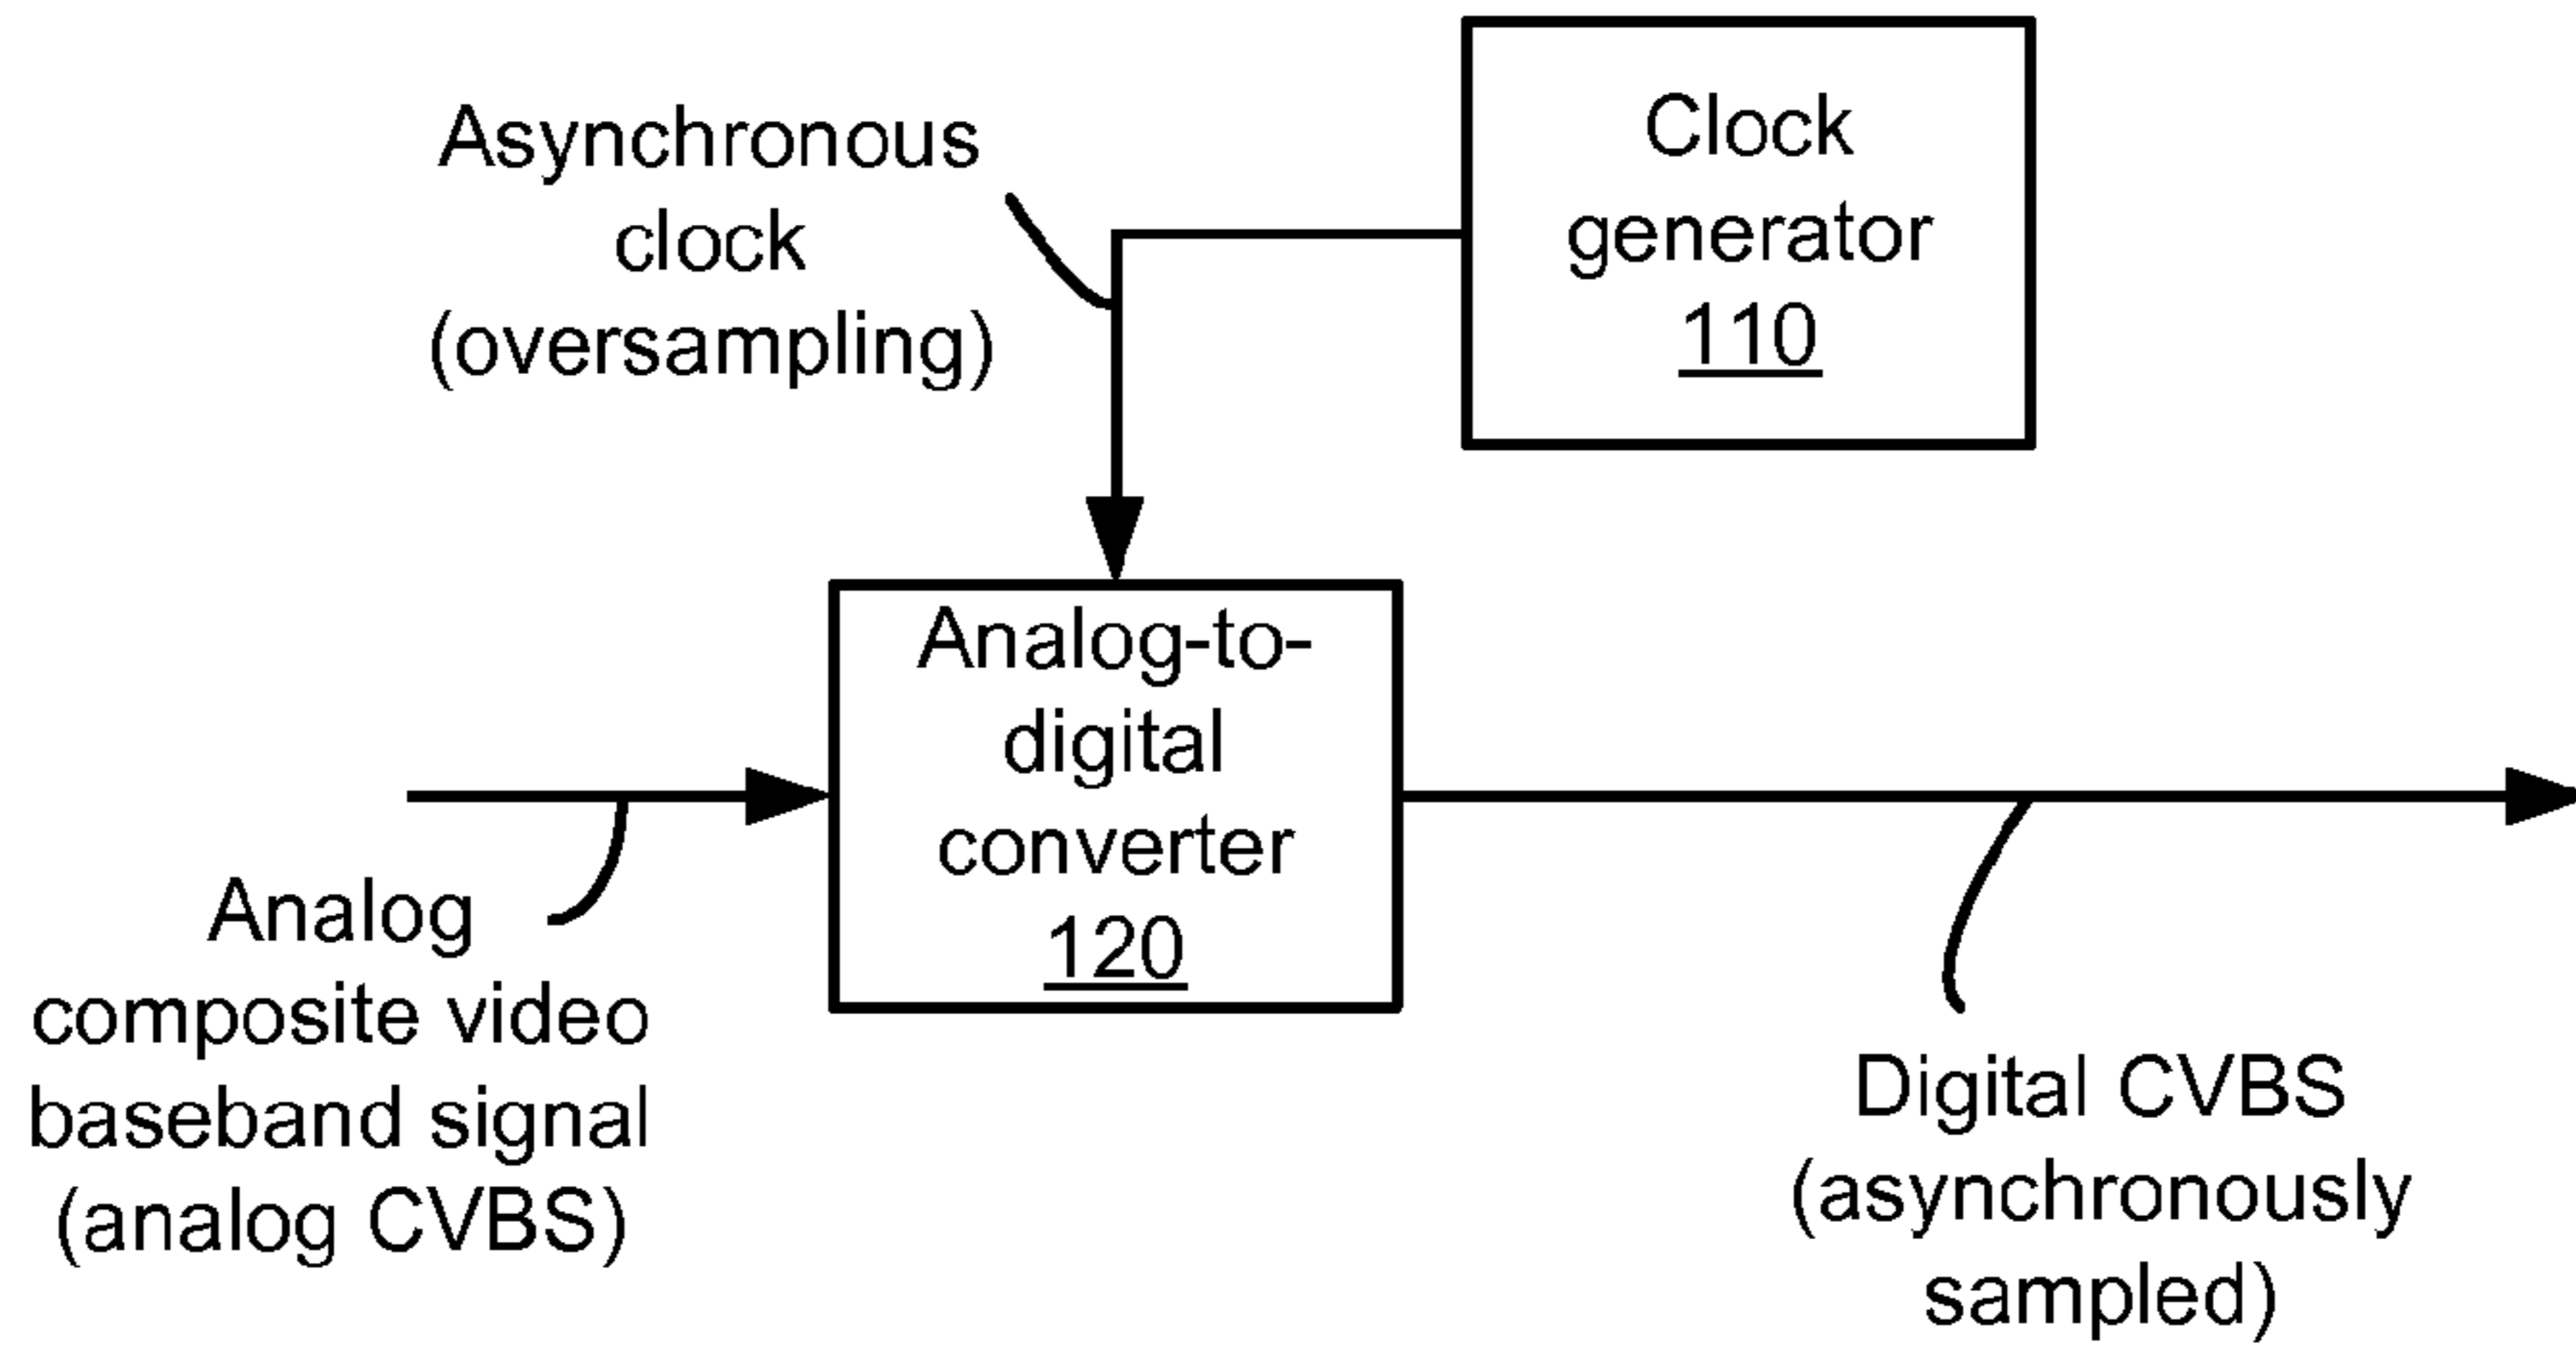 Asynchronous
clock
(oversampling)
Clock
generator
110
Analog-to-
digital
converter
120
Analog
composite video
baseband signal
(analog CVBS)
Digital CVBS
(asynchronously
sampled)